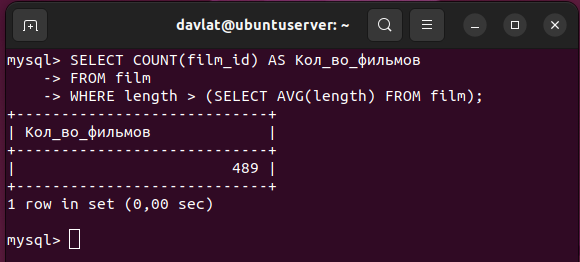 davlat@ubuntuserver: ~
mysql> SELECT COUNT(film_id) AS Кол_во_фильмов
    -> FROM film
    -> WHERE length > (SELECT AVG(length) FROM film);
+----------------------------+
| Кол_во_фильмов             |
+----------------------------+
|                        489 |
+----------------------------+
1 row in set (0,00 sec)
mysql>